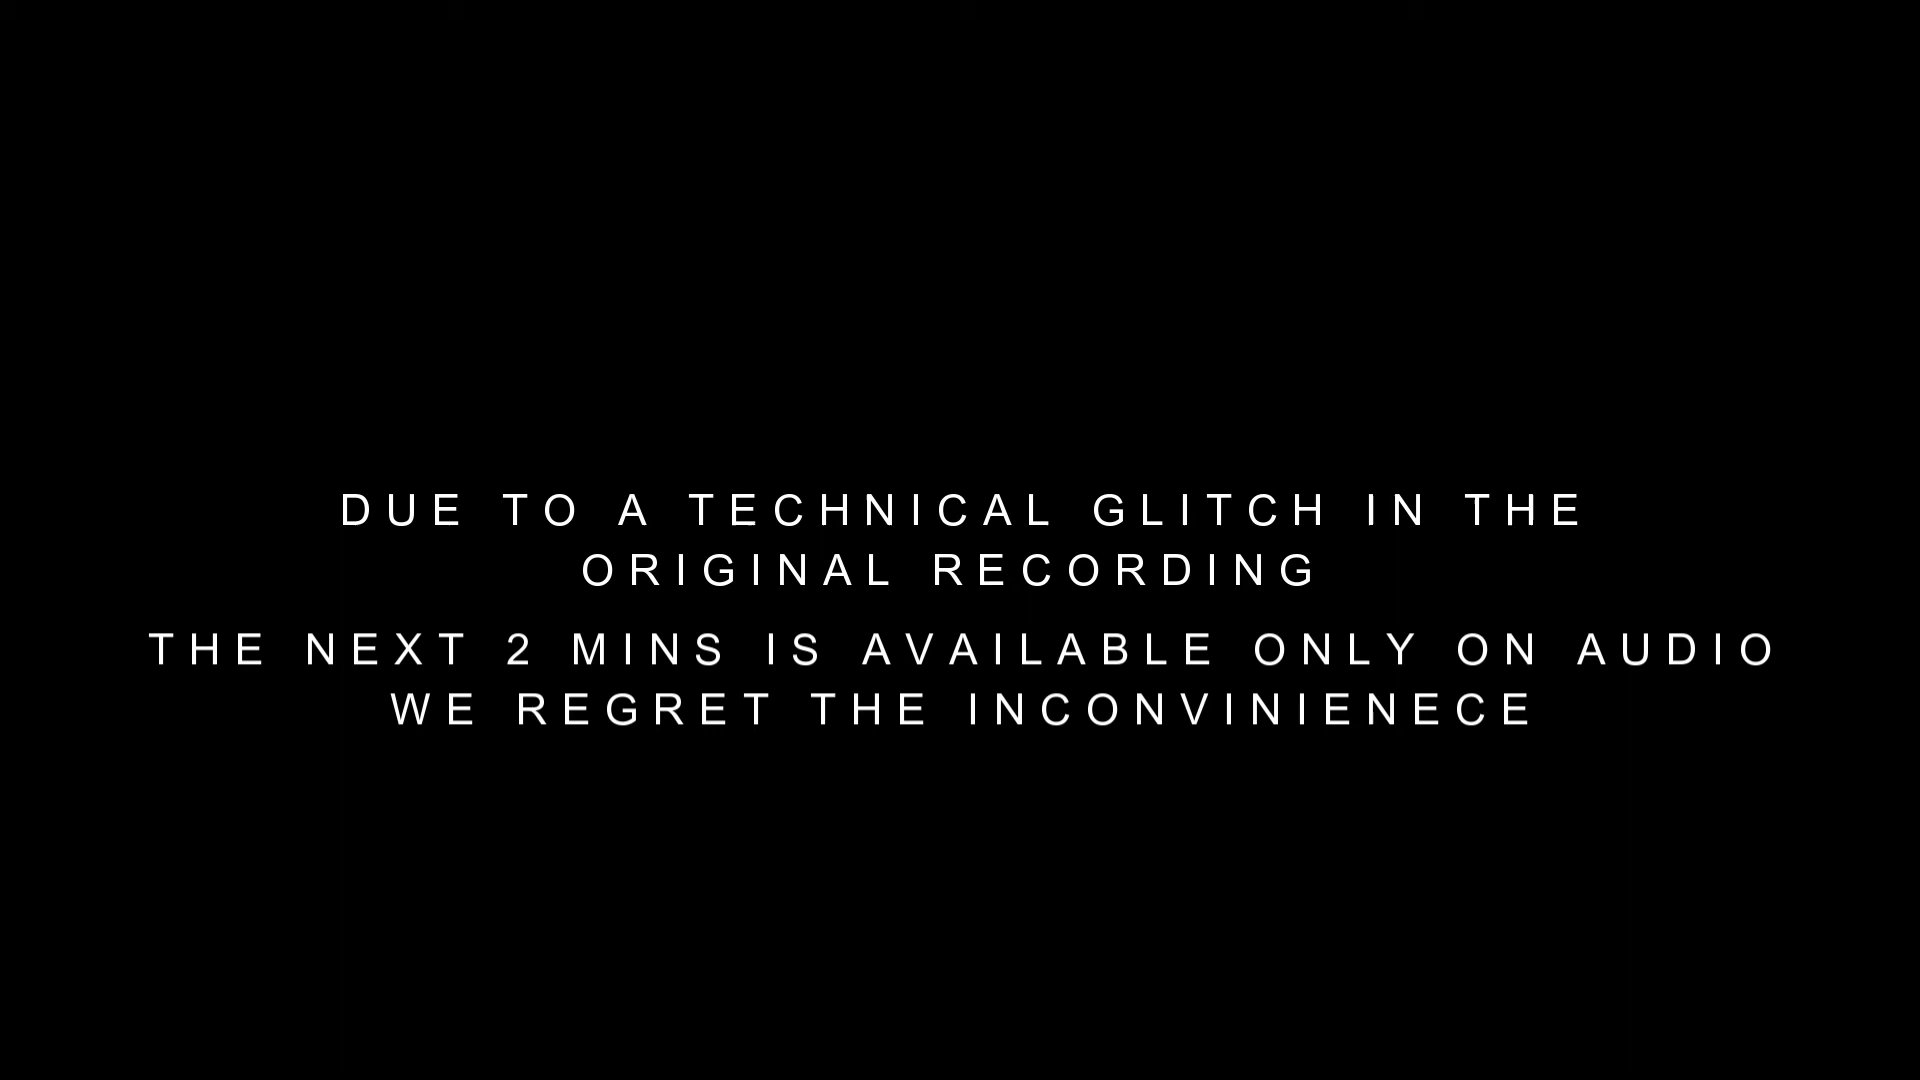 DUE TO A TECHNICAL GLITCH IN THE
ORIGINAL RECORDING
THE NEXT 2 MINS IS AVAILABLE ONLY ON AUDIO
WE REGRET THE INCONVINIENECE